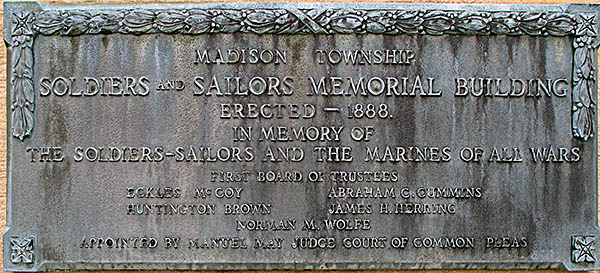 MADISON TOWNSHIP
SOLDIERS AND SAILORS MEMORIAL BUILDING
ERECTED - 1888.
IN MEMORY OF
THE SOLDIERS-SAILORS AND THE MARINES OF ALL WARS
FIRST BOARD OF TRUSTEES
ECKLES MCCOY ABRAHAM C. CUMMINS
HUNTINGTON BROWN JAMES H. HERRING
NORMAN M. WOLFE
APPOINTED BY MANUEL MAY JUDGE COURT OF COMMON PLEAS